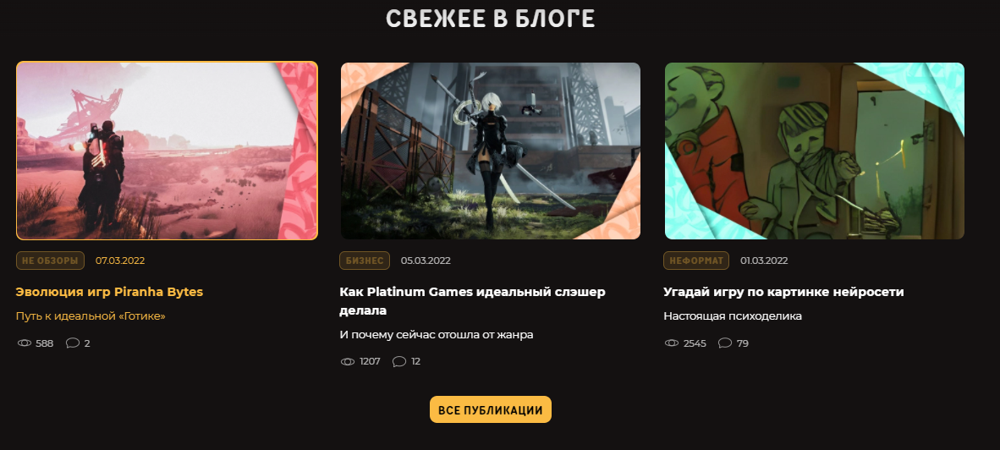 СВЕЖЕЕ В БЛОГЕ
НЕ ОБЗОРЫ 07.03.2022
Эволюция игр Piranha Bytes
Путь к идеальной «Готике»
588 2
БИЗНЕС 05.03.2022
Как Platinum Games идеальный слэшер
делала
И почему сейчас отошла от жанра
1207 12
НЕФОРМАТ 01.03.2022
Угадай игру по картинке нейросети
Настоящая психоделика
2545 79
ВСЕ ПУБЛИКАЦИИ